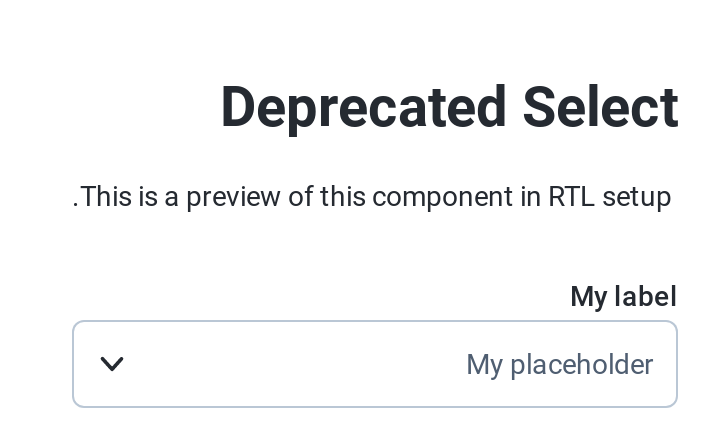 Deprecated Select
.This is a preview of this component in RTL setup
My label
My placeholder